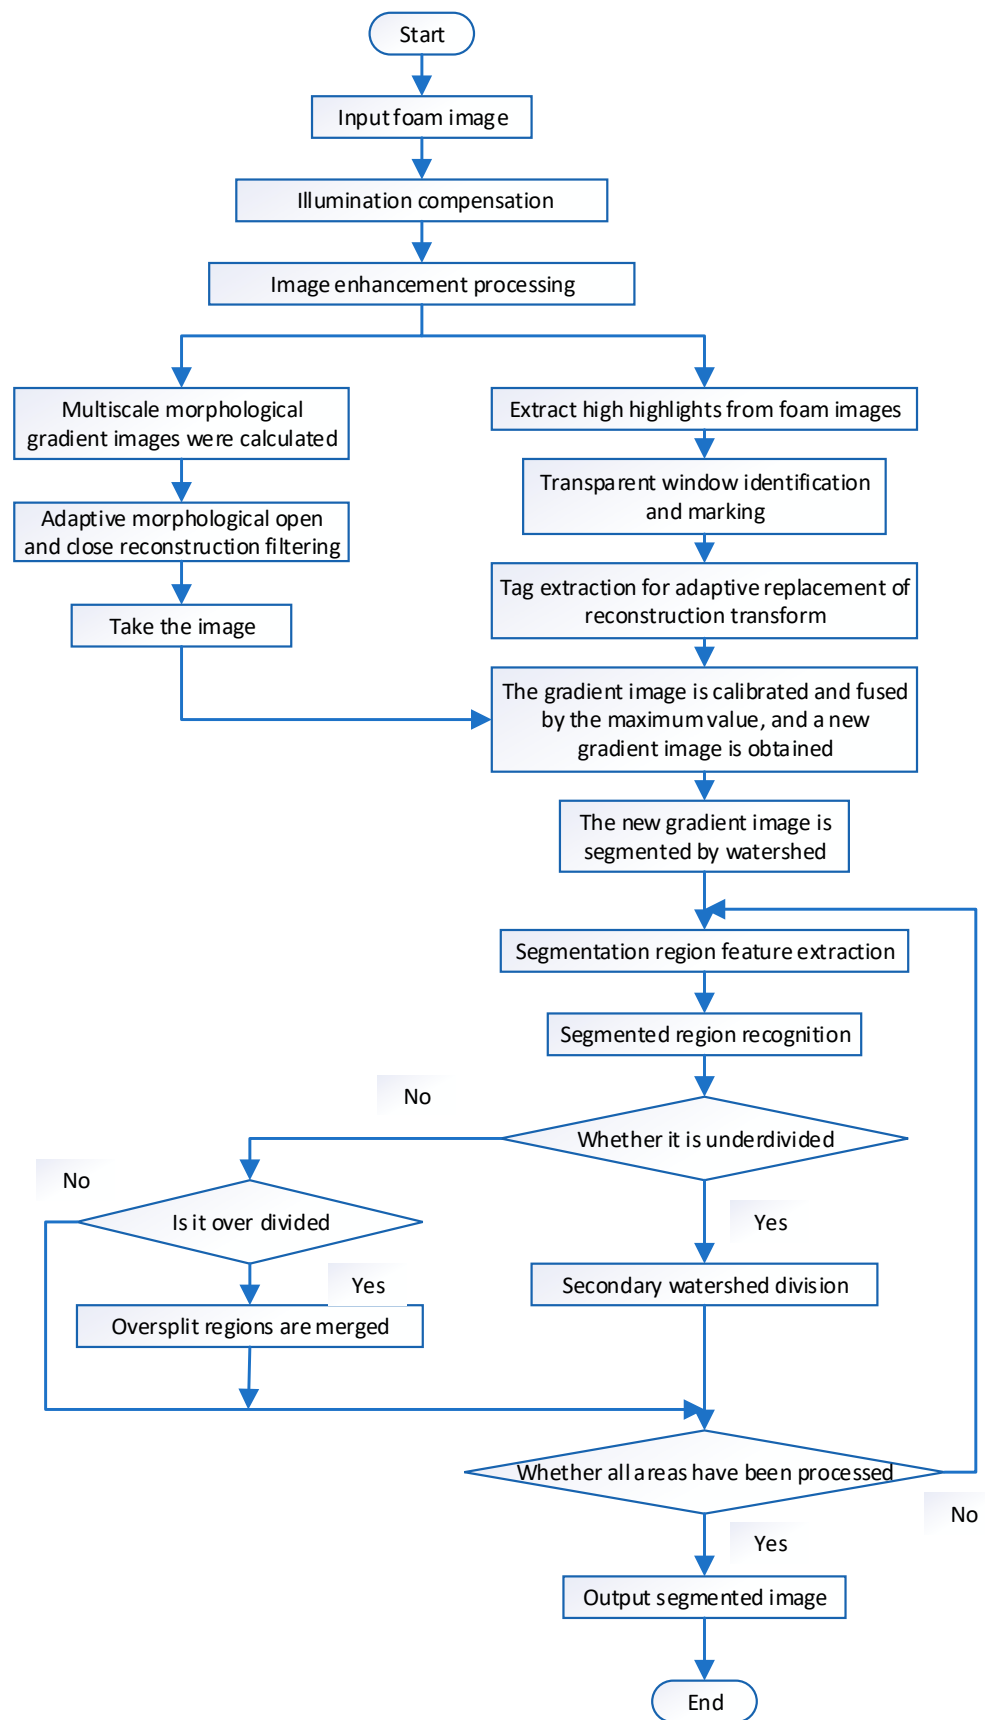 Start
Input foam image
Illumination compensation
Image enhancement processing
Multiscale morphological
gradient images were calculated
Adaptive morphological open
and close reconstruction filtering
Take the image
Extract high highlights from foam images
Transparent window identification
and marking
Tag extraction for adaptive replacement of
reconstruction transform
The gradient image is calibrated and fused
by the maximum value, and a new
gradient image is obtained
The new gradient image is
segmented by watershed
Segmentation region feature extraction
Segmented region recognition
No
Whether it is underdivided
No
Is it over divided
Yes
Yes
Secondary watershed division
Oversplit regions are merged
Whether all areas have been processed
No
Yes
Output segmented image
End